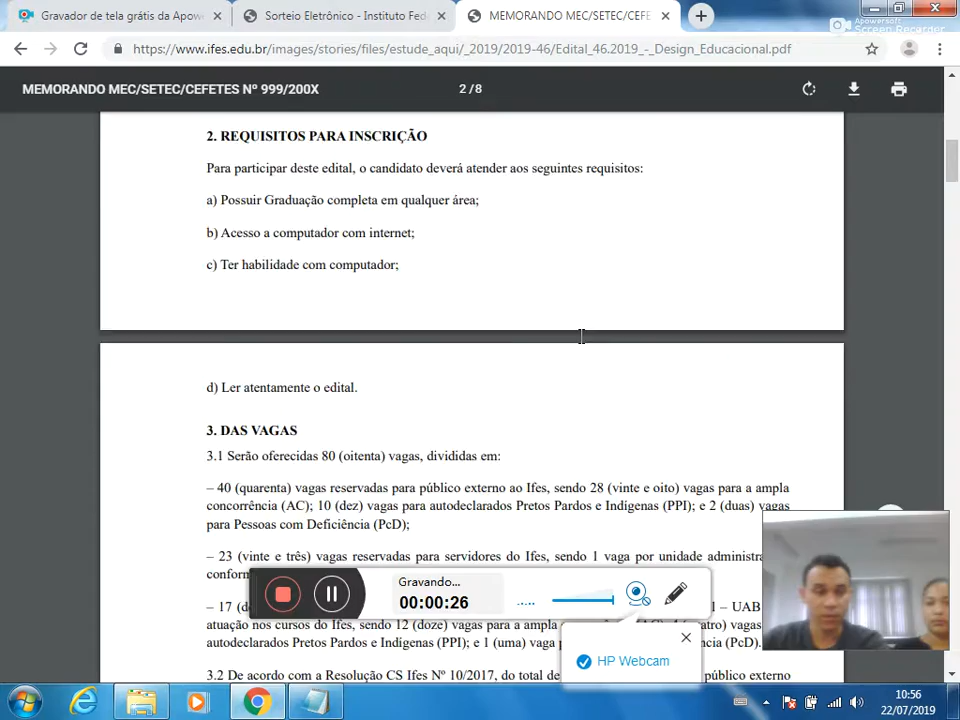 Gravador de tela grátis da Apow
Sorteio Eletrônico - Instituto Fed
MEMORANDO MEC/SETEC/CEFE
Apowersoft
Screen Recorder
https://www.ifes.edu.br/images/stories/files/estude_aqui/_2019/2019-46/Edital_46.2019_-_Design_Educacional.pdf
MEMORANDO MEC/SETEC/CEFETES Nº 999/200X
2 / 8
2. REQUISITOS PARA INSCRIÇÃO
Para participar deste edital, o candidato deverá atender aos seguintes requisitos:
a) Possuir Graduação completa em qualquer área;
b) Acesso a computador com internet;
c) Ter habilidade com computador;
d) Ler atentamente o edital.
3. DAS VAGAS
3.1 Serão oferecidas 80 (oitenta) vagas, divididas em:
– 40 (quarenta) vagas reservadas para público externo ao Ifes, sendo 28 (vinte e oito) vagas para a ampla
concorrência (AC); 10 (dez) vagas para autodeclarados Pretos Pardos e Indígenas (PPI); e 2 (duas) vagas
para Pessoas com Deficiência (PcD);
– 23 (vinte e três) vagas reservadas para servidores do Ifes, sendo 1 vaga por unidade administra
conform
– 17 (d
l – UAB
atuação nos cursos do Ifes, sendo 12 (doze) vagas para a ampla
vagas
autodeclarados Pretos Pardos e Indígenas (PPI); e 1 (uma) vaga
ncia (PcD).
3.2 De acordo com a Resolução CS Ifes Nº 10/2017, do total de
público externo
Gravando...
00:00:26
HP Webcam
10:56
22/07/2019